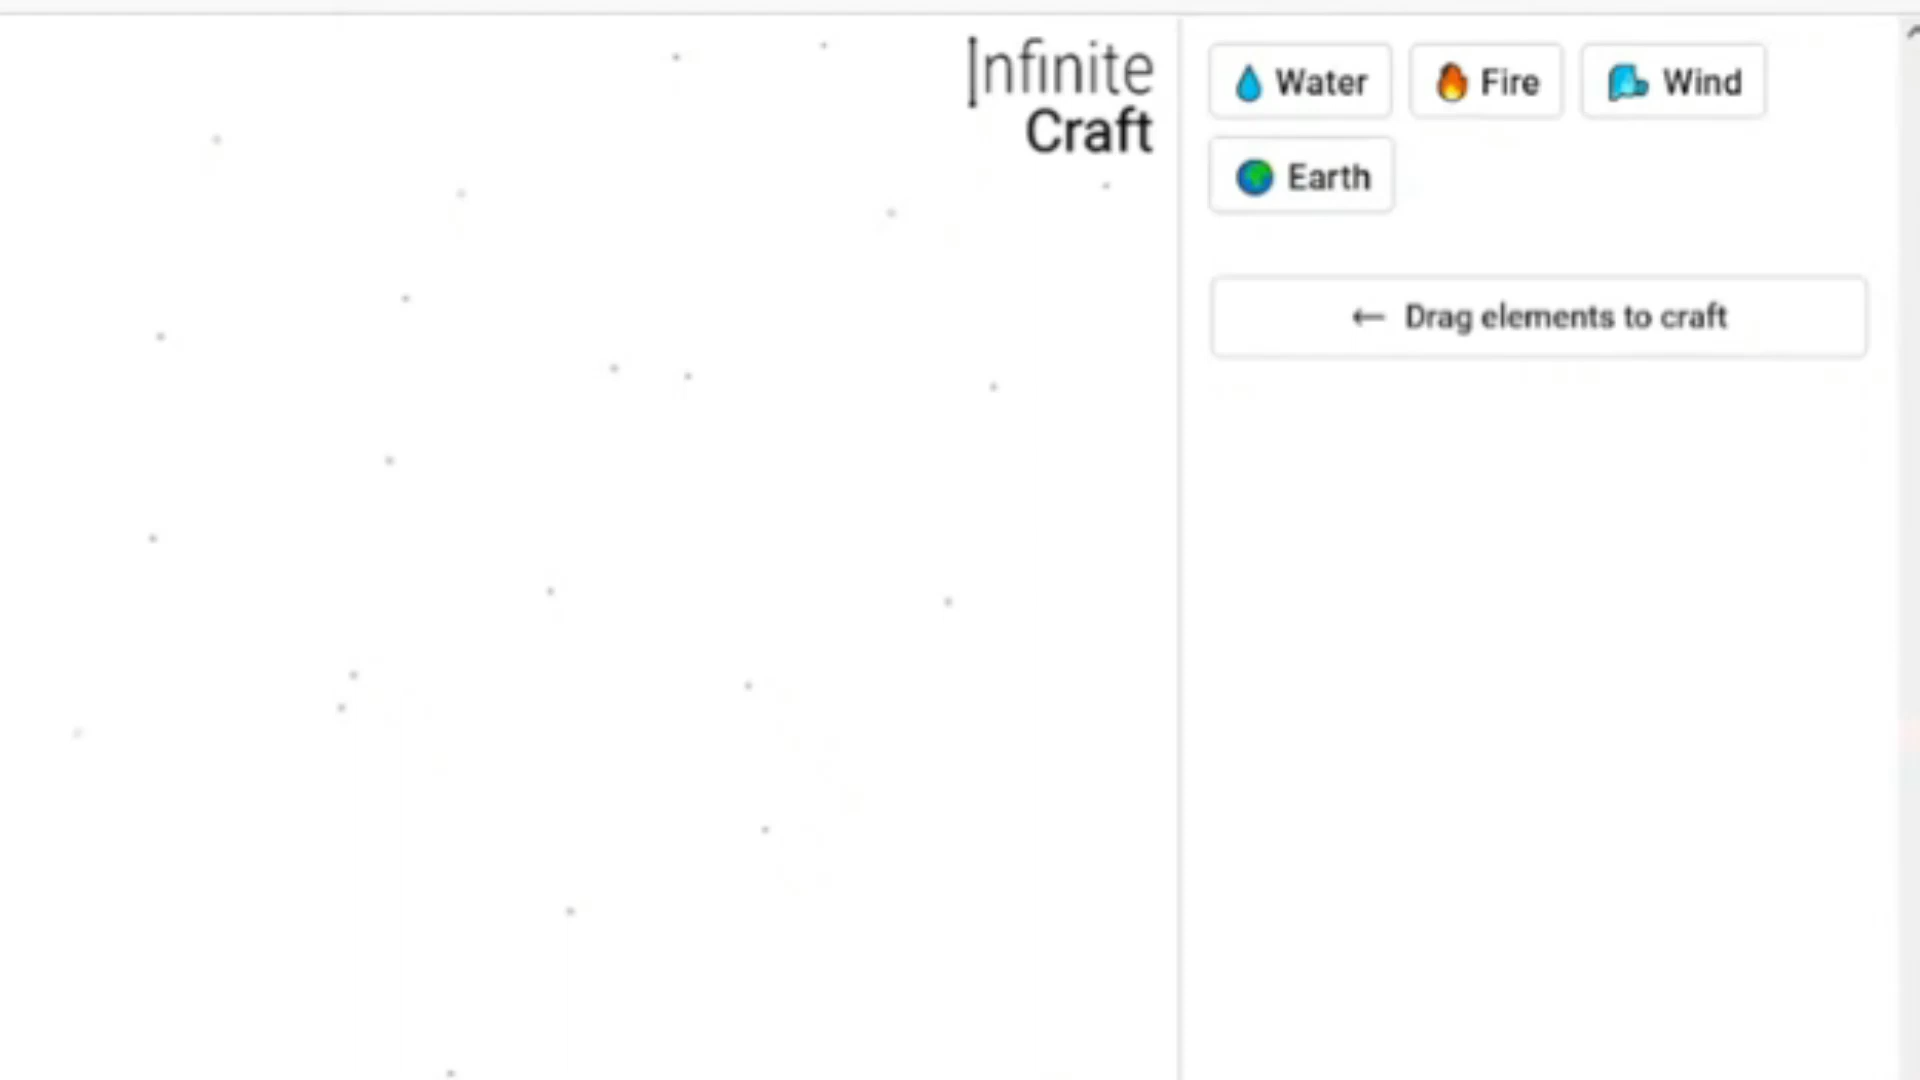 Infinite
Craft
Water
Fire
Wind
Earth
← Drag elements to craft